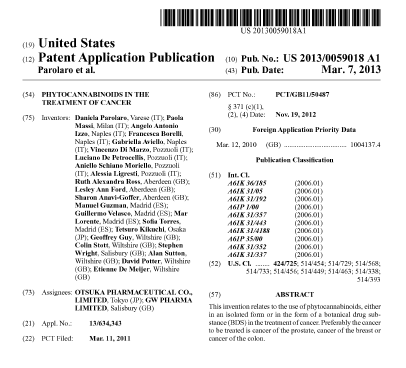 US 20130059018A1
(19) United States
(12) Patent Application Publication
Parolaro et al.
(10) Pub. No.: US 2013/0059018 A1
(43) Pub. Date: Mar. 7, 2013
(54) PHYTOCANNABINOIDS IN THE
TREATMENT OF CANCER
(75) Inventors: Daniela Parolaro, Varese (IT); Paola
Massi, Milan (IT); Angelo Antonio
Izzo, Naples (IT); Francesca Borelli,
Naples (IT); Gabriella Aviello, Naples
(IT); Vincenzo Di Marzo, Pozzuoli (IT);
Luciano De Petrocellis, Pozzuoli (IT);
Aniello Schiano Moriello, Pozzuoli
(IT); Alessia Ligresti, Pozzuoli (IT);
Ruth Alexandra Ross, Aberdeen (GB);
Lesley Ann Ford, Aberdeen (GB);
Sharon Anavi-Goffer, Aberdeen (GB);
Manuel Guzman, Madrid (ES);
Guillermo Velasco, Madrid (ES); Mar
Lorente, Madrid (ES); Sofia Torres,
Madrid (ES); Tetsuro Kikuchi, Osaka
(JP); Geoffrey Guy, Wiltshire (GB);
Colin Stott, Wiltshire (GB); Stephen
Wright, Salisbury (GB); Alan Sutton,
Wiltshire (GB); David Potter, Wiltshire
(GB); Etienne De Meijer, Wiltshire
(GB)
(73) Assignees: OTSUKA PHARMACEUTICAL CO.,
LIMITED, Tokyo (JP); GW PHARMA
LIMITED, Salisbury (GB)
(21) Appl. No.: 13/634,343
(22) PCT Filed: Mar. 11, 2011
(86) PCT No.: PCT/GB11/50487
§ 371 (c)(1),
(2), (4) Date: Nov. 19, 2012
(30) Foreign Application Priority Data
Mar. 12, 2010 (GB) ................................... 1004137.4
Publication Classification
(51) Int. Cl.
A61K 36/185 (2006.01)
A61K 31/05 (2006.01)
A61K 31/192 (2006.01)
A61P 1/00 (2006.01)
A61K 31/357 (2006.01)
A61K 31/443 (2006.01)
A61K 31/4188 (2006.01)
A61P 35/00 (2006.01)
A61K 31/352 (2006.01)
A61K 31/337 (2006.01)
(52) U.S. Cl. ........ 424/725; 514/454; 514/729; 514/568;
514/733; 514/456; 514/449; 514/463; 514/338;
514/393
(57) ABSTRACT
This invention relates to the use of phytocannabinoids, either
in an isolated form or in the form of a botanical drug sub-
stance (BDS) in the treatment of cancer. Preferably the cancer
to be treated is cancer of the prostate, cancer of the breast or
cancer of the colon.